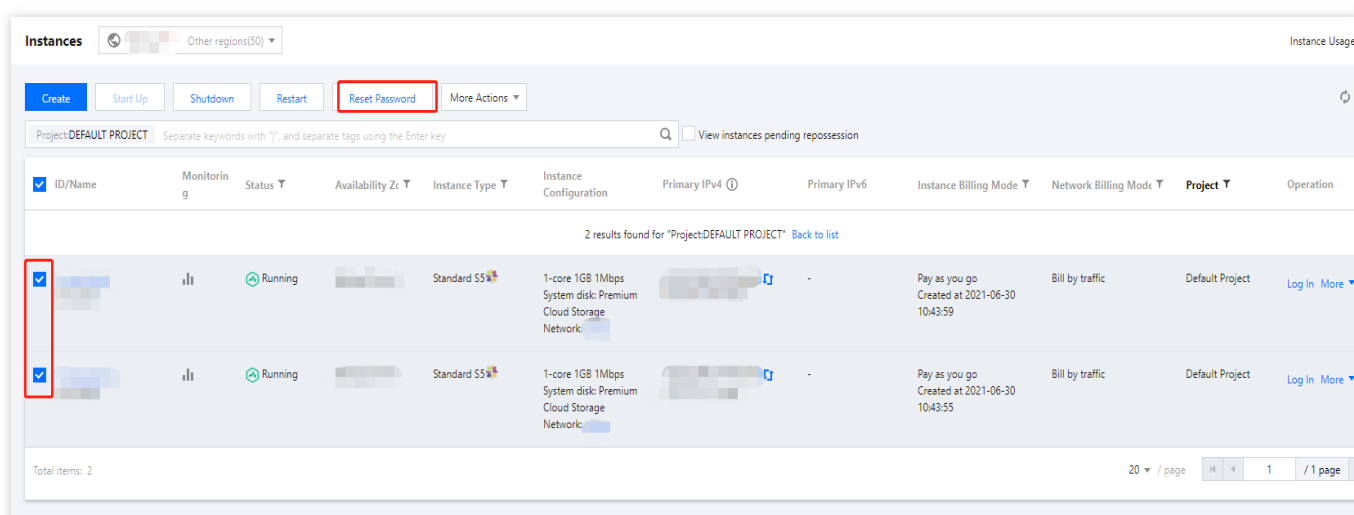 Instances Other regions(50) Instance Usage
Create Start Up Shutdown Restart Reset Password More Actions
Project:DEFAULT PROJECT Separate keywords with "|", and separate tags using the Enter key View instances pending repossession
ID/Name Monitorin Status Availability Zc Instance Type Instance Primary IPv4 Primary IPv6 Instance Billing Mode Network Billing Mode Project Operation
g Configuration
2 results found for "Project:DEFAULT PROJECT" Back to list
Running Standard S5 1-core 1GB 1Mbps - Pay as you go Bill by traffic Default Project Log In More
System disk: Premium Created at 2021-06-30
Cloud Storage 10:43:59
Network:
Running Standard S5 1-core 1GB 1Mbps - Pay as you go Bill by traffic Default Project Log In More
System disk: Premium Created at 2021-06-30
Cloud Storage 10:43:55
Network:
Total items: 2 20 / page 1 / 1 page